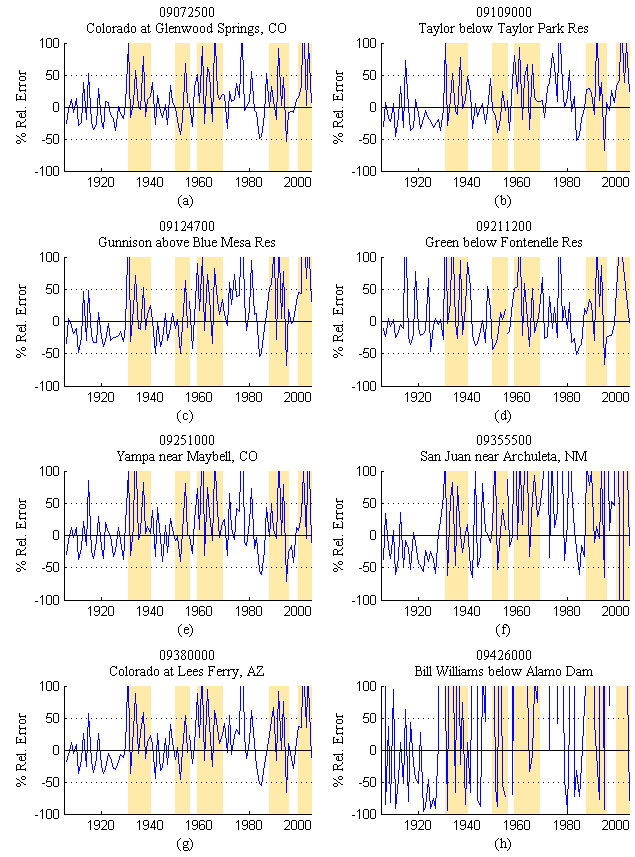 09072500
Colorado at Glenwood Springs, CO
% Rel. Error
100
50
0
-50
-100
1920 1940 1960 1980 2000
(a)
09109000
Taylor below Taylor Park Res
% Rel. Error
100
50
0
-50
-100
1920 1940 1960 1980 2000
(b)
09124700
Gunnison above Blue Mesa Res
% Rel. Error
100
50
0
-50
-100
1920 1940 1960 1980 2000
(c)
09211200
Green below Fontenelle Res
% Rel. Error
100
50
0
-50
-100
1920 1940 1960 1980 2000
(d)
09251000
Yampa near Maybell, CO
% Rel. Error
100
50
0
-50
-100
1920 1940 1960 1980 2000
(e)
09355500
San Juan near Archuleta, NM
% Rel. Error
100
50
0
-50
-100
1920 1940 1960 1980 2000
(f)
09380000
Colorado at Lees Ferry, AZ
% Rel. Error
100
50
0
-50
-100
1920 1940 1960 1980 2000
(g)
09426000
Bill Williams below Alamo Dam
% Rel. Error
100
50
0
-50
-100
1920 1940 1960 1980 2000
(h)